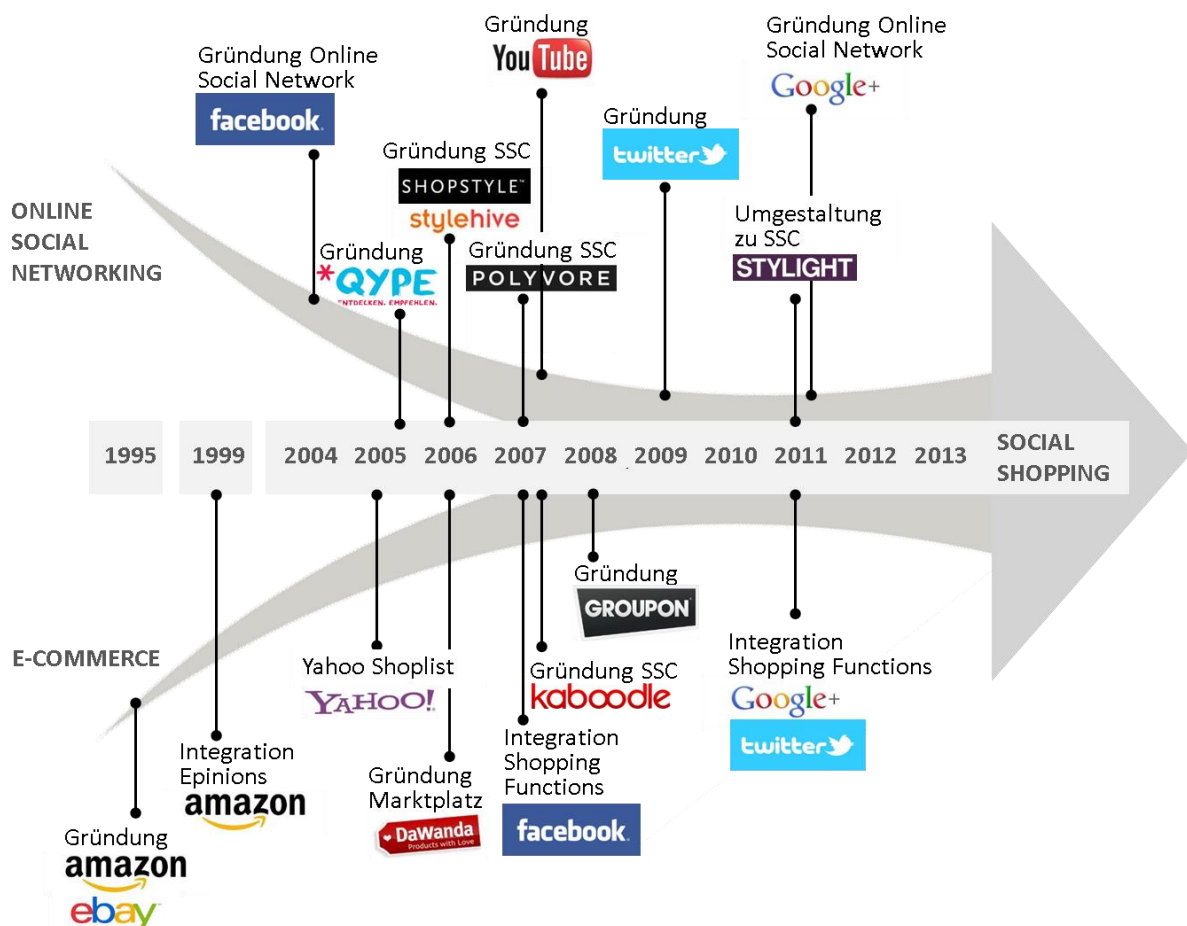 Gründung
YouTube
Gründung Online
Social Network
Google+
Gründung Online
Social Network
facebook.
Gründung
twitter
Gründung SSC
SHOPSTYLE™
stylehive
ONLINE
SOCIAL
NETWORKING
Umgestaltung
zu SSC
STYLIGHT
Gründung
*QYPE
ENTDECKEN. EMPFEHLEN.
Gründung SSC
POLYVORE
1995 1999 2004 2005 2006 2007 2008 2009 2010 2011 2012 2013
SOCIAL
SHOPPING
Gründung
GROUPON
E-COMMERCE
Yahoo Shoplist
YAHOO!
Gründung SSC
kaboodle
Integration
Shopping Functions
Google+
twitter
Integration
Epinions
amazon
Gründung
Marktplatz
DaWanda
Products with Love
Integration
Shopping
Functions
facebook.
Gründung
amazon
ebay™